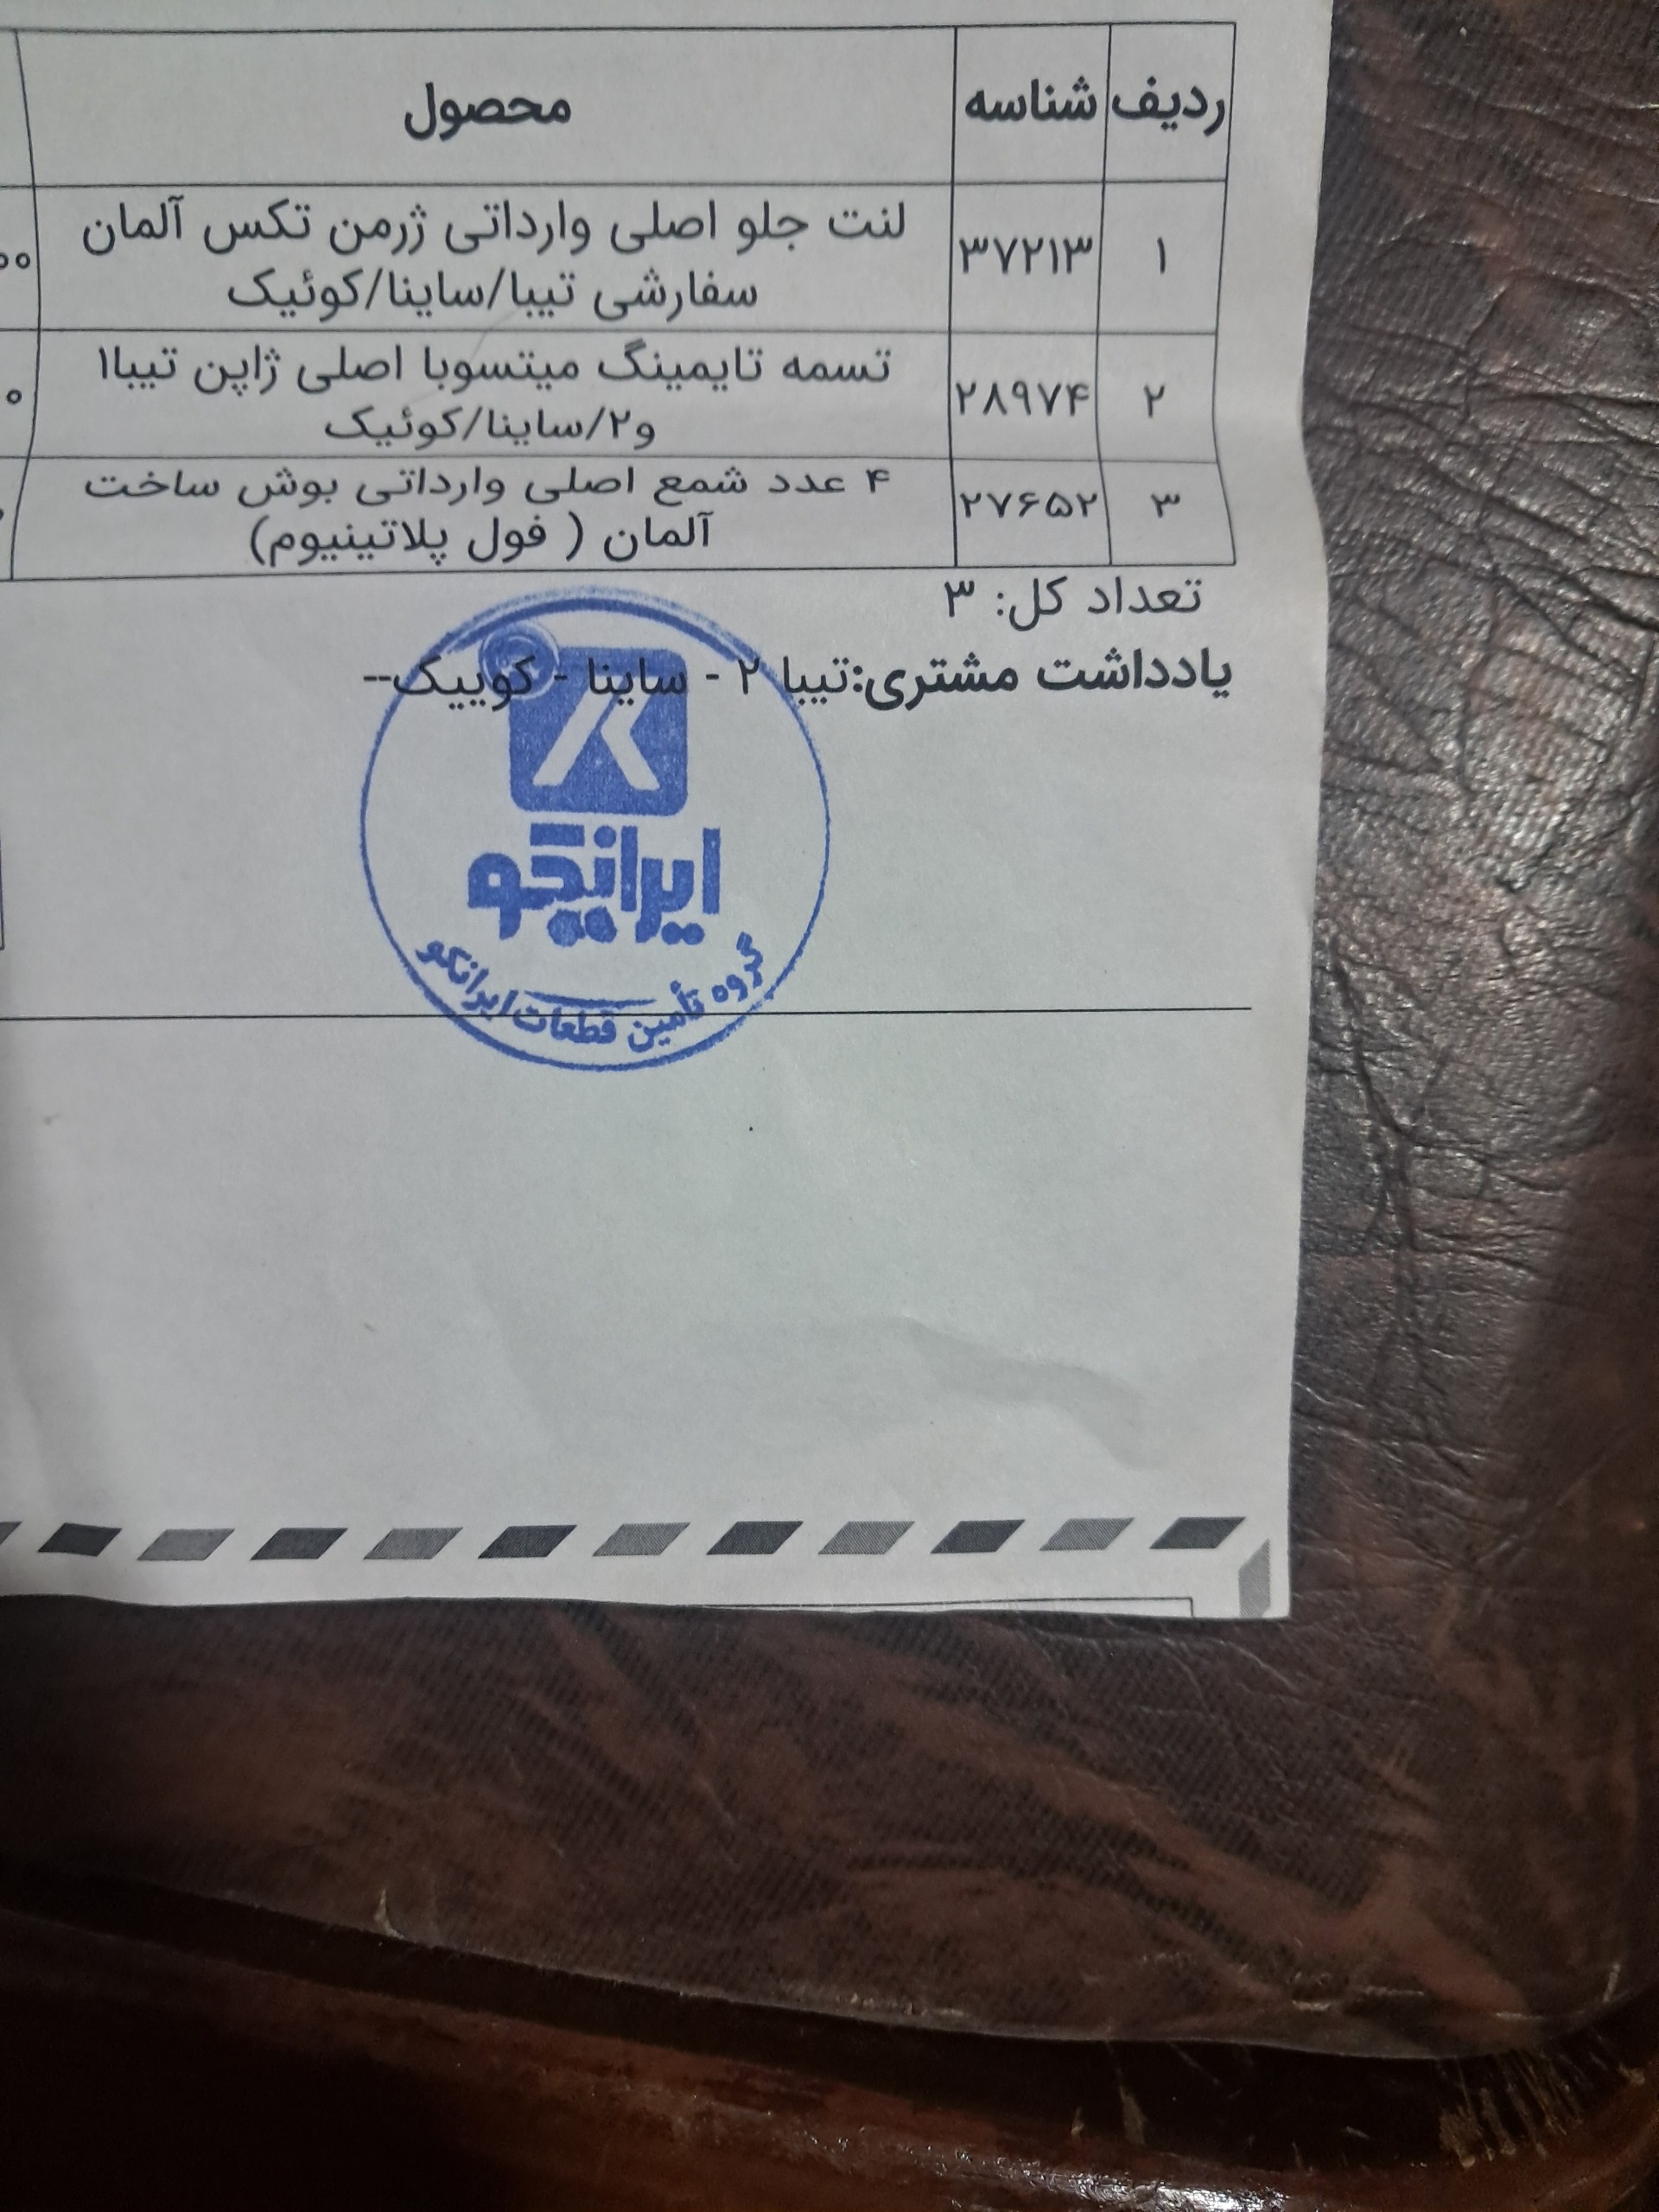 ردیف شناسه محصول
۱ ۳۷۲۱۳ لنت جلو اصلی وارداتی ژرمن تکس آلمان
سفارشی تیبا/ساینا/کوئیک
۲ ۲۸۹۷۴ تسمه تایمینگ میتسوبا اصلی ژاپن تیبا۱
و۲/ساینا/کوئیک
۳ ۲۷۶۵۲ ۴ عدد شمع اصلی وارداتی بوش ساخت
آلمان ( فول پلاتینیوم)
تعداد کل: ۳
یادداشت مشتری:تیبا ۲ - ساینا - کوییک--
ایرانکو
گروه تأمین قطعات ایرانکو